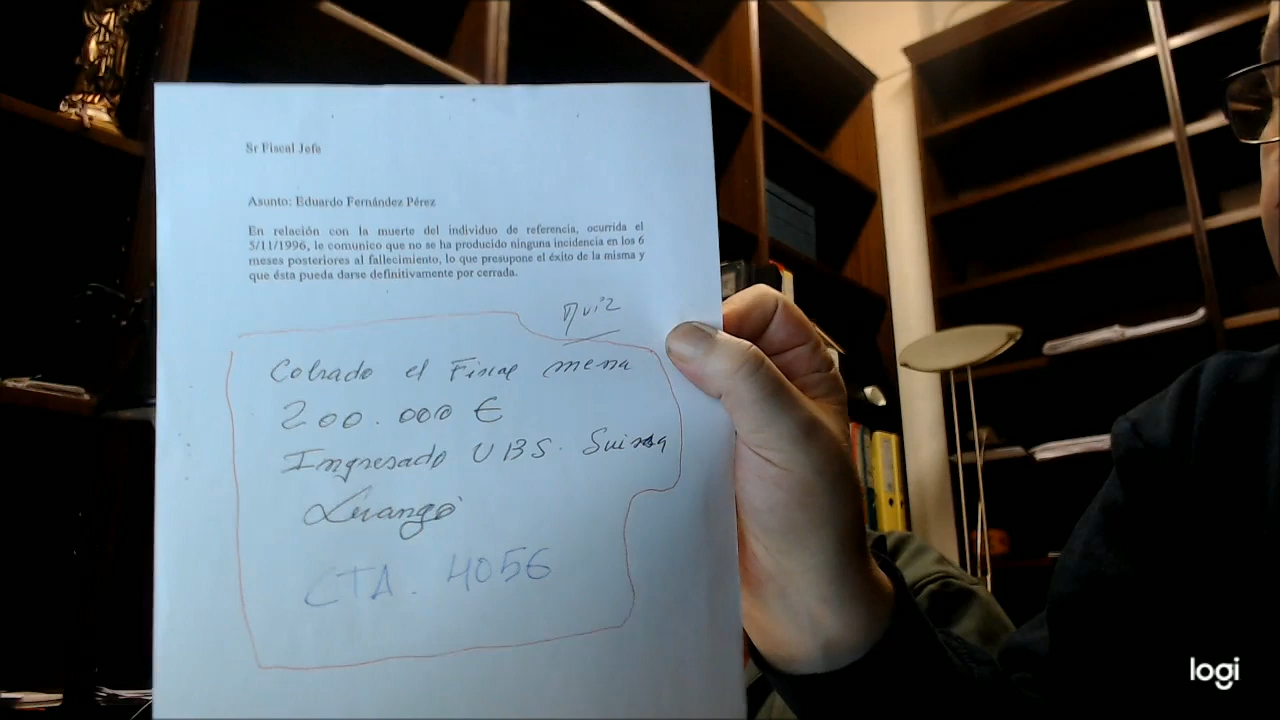 Sr Fiscal Jefe
Asunto: Eduardo Fernández Pérez
En relación con la muerte del individuo de referencia, ocurrida el
5/11/1996, le comunico que no se ha producido ninguna incidencia en los 6
meses posteriores al fallecimiento, lo que presupone el éxito de la misma y
que ésta pueda darse definitivamente por cerrada.
Cobrado el Fiscal mena
200.000 €
Ingresado UBS. Suiza
CTA. 4056
logi